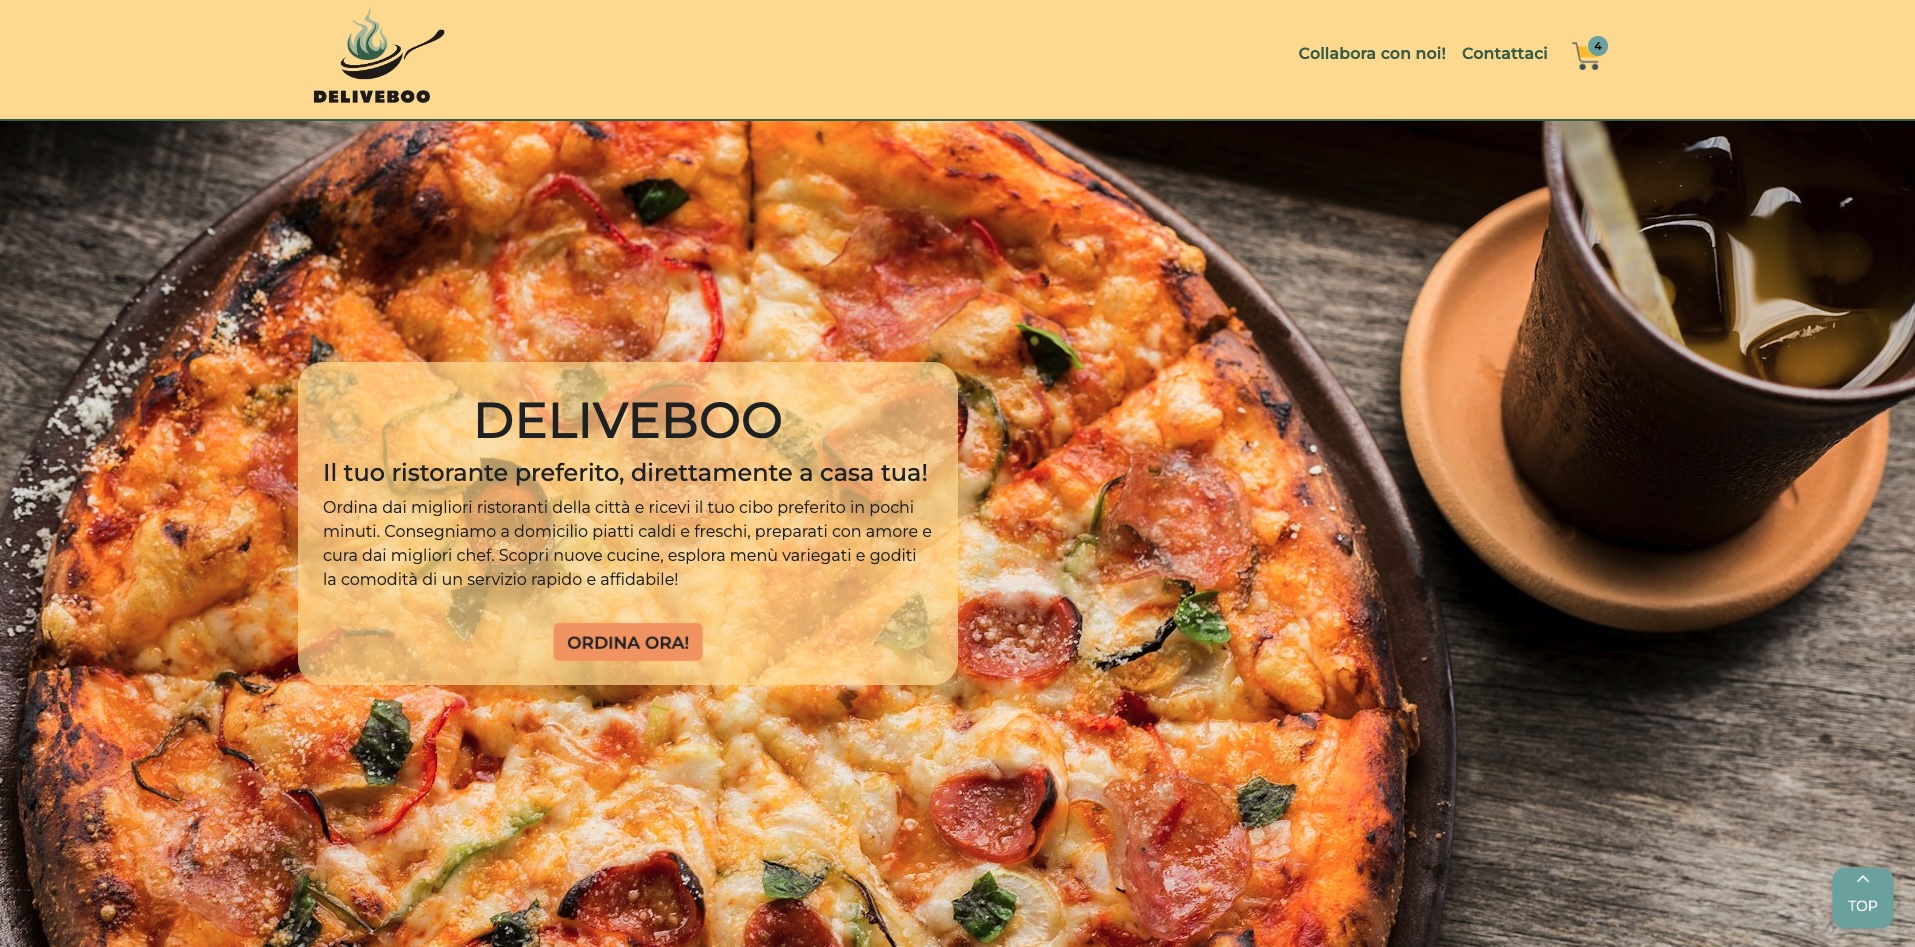 DELIVEBOO
Collabora con noi!
Contattaci
4
DELIVEBOO
Il tuo ristorante preferito, direttamente a casa tua!
Ordina dai migliori ristoranti della città e ricevi il tuo cibo preferito in pochi
minuti. Consegniamo a domicilio piatti caldi e freschi, preparati con amore e
cura dai migliori chef. Scopri nuove cucine, esplora menù variegati e goditi
la comodità di un servizio rapido e affidabile!
ORDINA ORA!
TOP